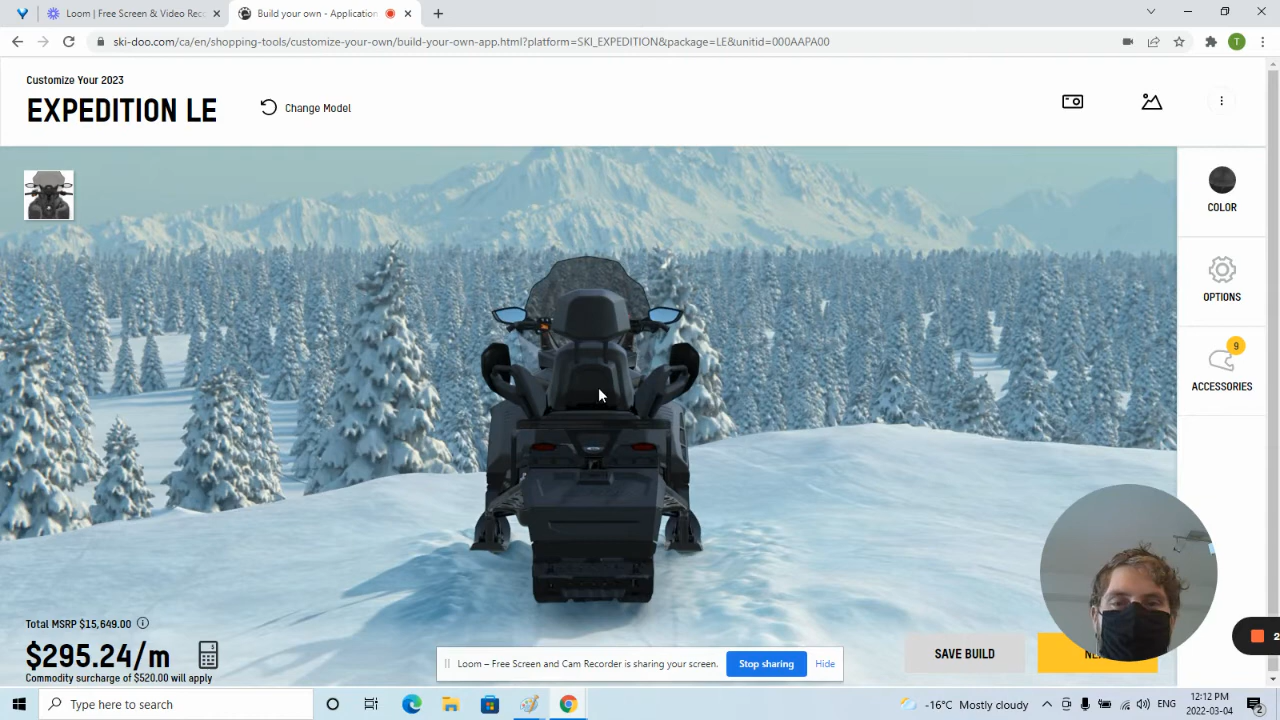 Loom | Free Screen & Video Rec
Build your own - Application
ski-doo.com/ca/en/shopping-tools/customize-your-own/build-your-own-app.html?platform=SKI_EXPEDITION&package=LE&unitid=000AAPA00
T
Customize Your 2023
EXPEDITION LE
Change Model
COLOR
OPTIONS
9
ACCESSORIES
Total MSRP $15,649.00
$295.24/m
Commodity surcharge of $520.00 will apply
Loom – Free Screen and Cam Recorder is sharing your screen.
Stop sharing
Hide
SAVE BUILD
2
Type here to search
-16°C Mostly cloudy
ENG
12:12 PM
2022-03-04
2